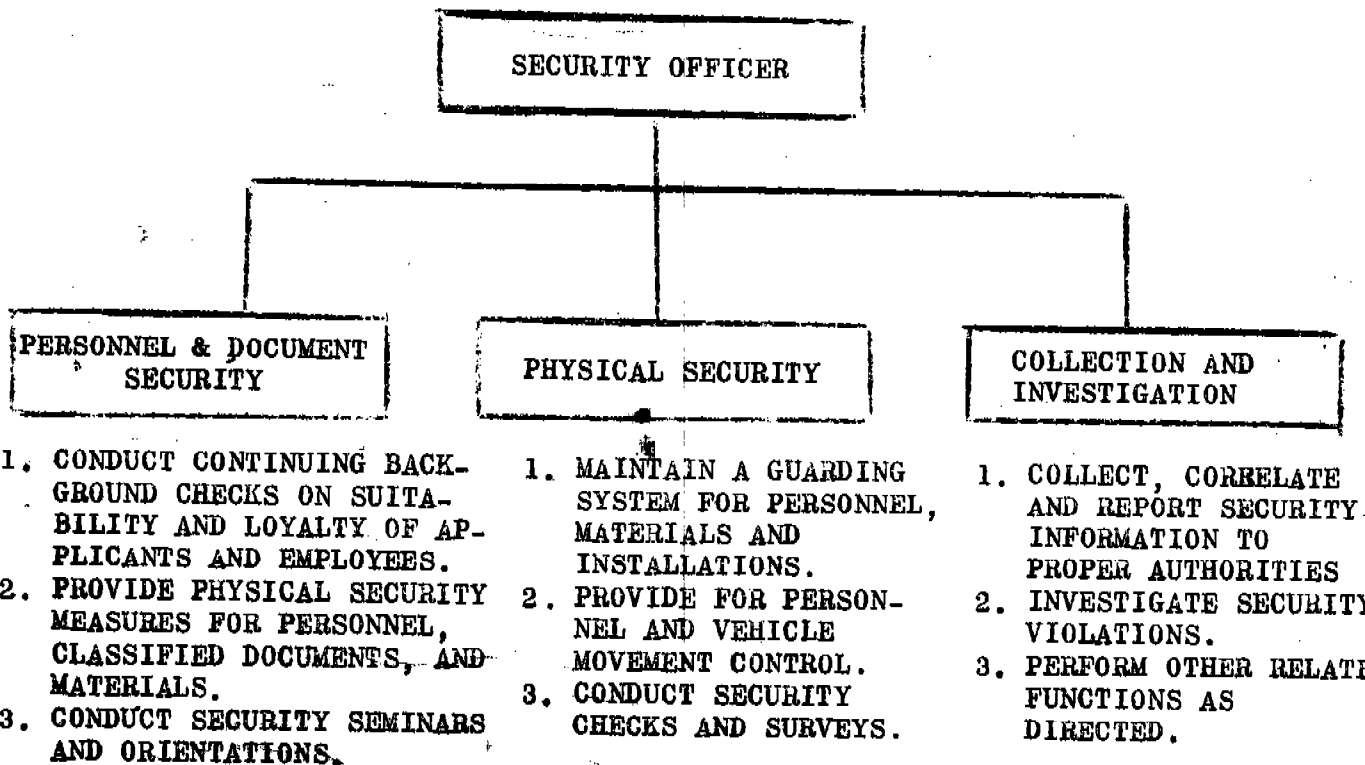 SECURITY OFFICER
PERSONNEL & DOCUMENT
SECURITY
1. CONDUCT CONTINUING BACK-
GROUND CHECKS ON SUITA-
BILITY AND LOYALTY OF AP-
PLICANTS AND EMPLOYEES.
2. PROVIDE PHYSICAL SECURITY
MEASURES FOR PERSONNEL,
CLASSIFIED DOCUMENTS, AND
MATERIALS.
3. CONDUCT SECURITY SEMINARS
AND ORIENTATIONS.
PHYSICAL SECURITY
1. MAINTAIN A GUARDING
SYSTEM FOR PERSONNEL,
MATERIALS AND
INSTALLATIONS.
2. PROVIDE FOR PERSON-
NEL AND VEHICLE
MOVEMENT CONTROL.
3. CONDUCT SECURITY
CHECKS AND SURVEYS.
COLLECTION AND
INVESTIGATION
1. COLLECT, CORRELATE
AND REPORT SECURITY
INFORMATION TO
PROPER AUTHORITIES
2. INVESTIGATE SECURITY
VIOLATIONS.
3. PERFORM OTHER RELATE
FUNCTIONS AS
DIRECTED.